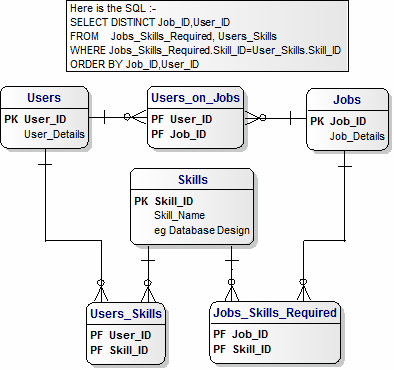 Here is the SQL :-
SELECT DISTINCT Job_ID,User_ID
FROM Jobs_Skills_Required, Users_Skills
WHERE Jobs_Skills_Required.Skill_ID=User_Skills.Skill_ID
ORDER BY Job_ID,User_ID
Users
PK User_ID
User_Details
Users_on_Jobs
PF User_ID
PF Job_ID
Jobs
PK Job_ID
Job_Details
Skills
PK Skill_ID
Skill_Name
eg Database Design
Users_Skills
PF User_ID
PF Skill_ID
Jobs_Skills_Required
PF Job_ID
PF Skill_ID